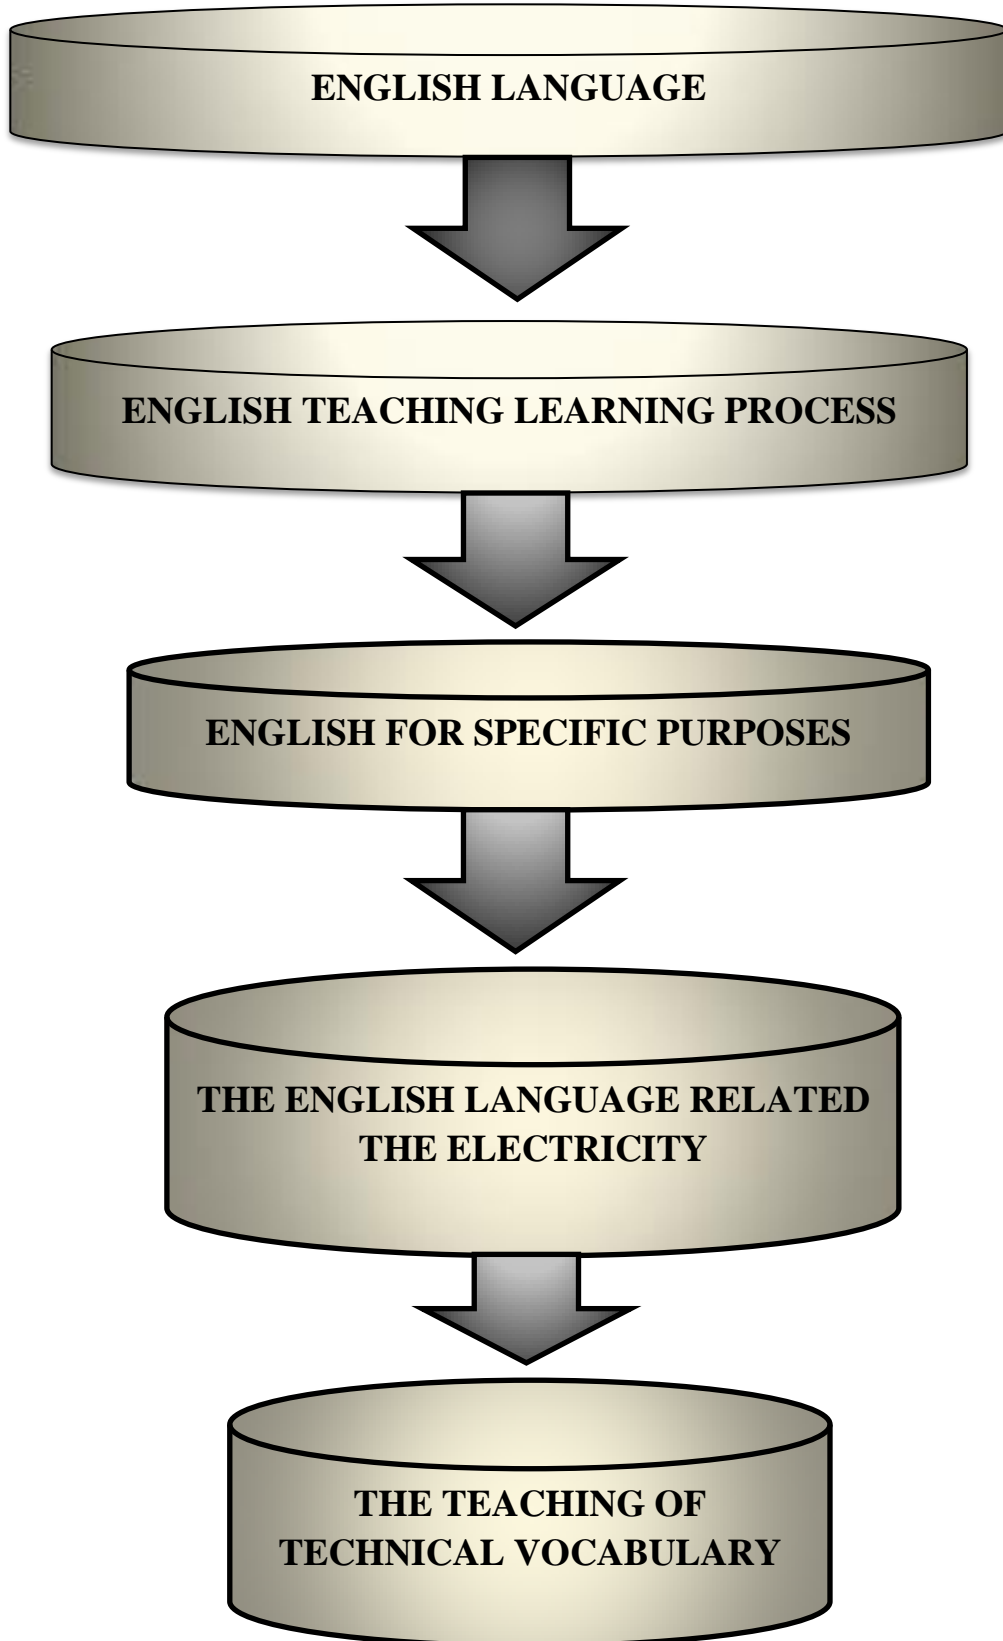 ENGLISH LANGUAGE
ENGLISH TEACHING LEARNING PROCESS
ENGLISH FOR SPECIFIC PURPOSES
THE ENGLISH LANGUAGE RELATED
THE ELECTRICITY
THE TEACHING OF
TECHNICAL VOCABULARY